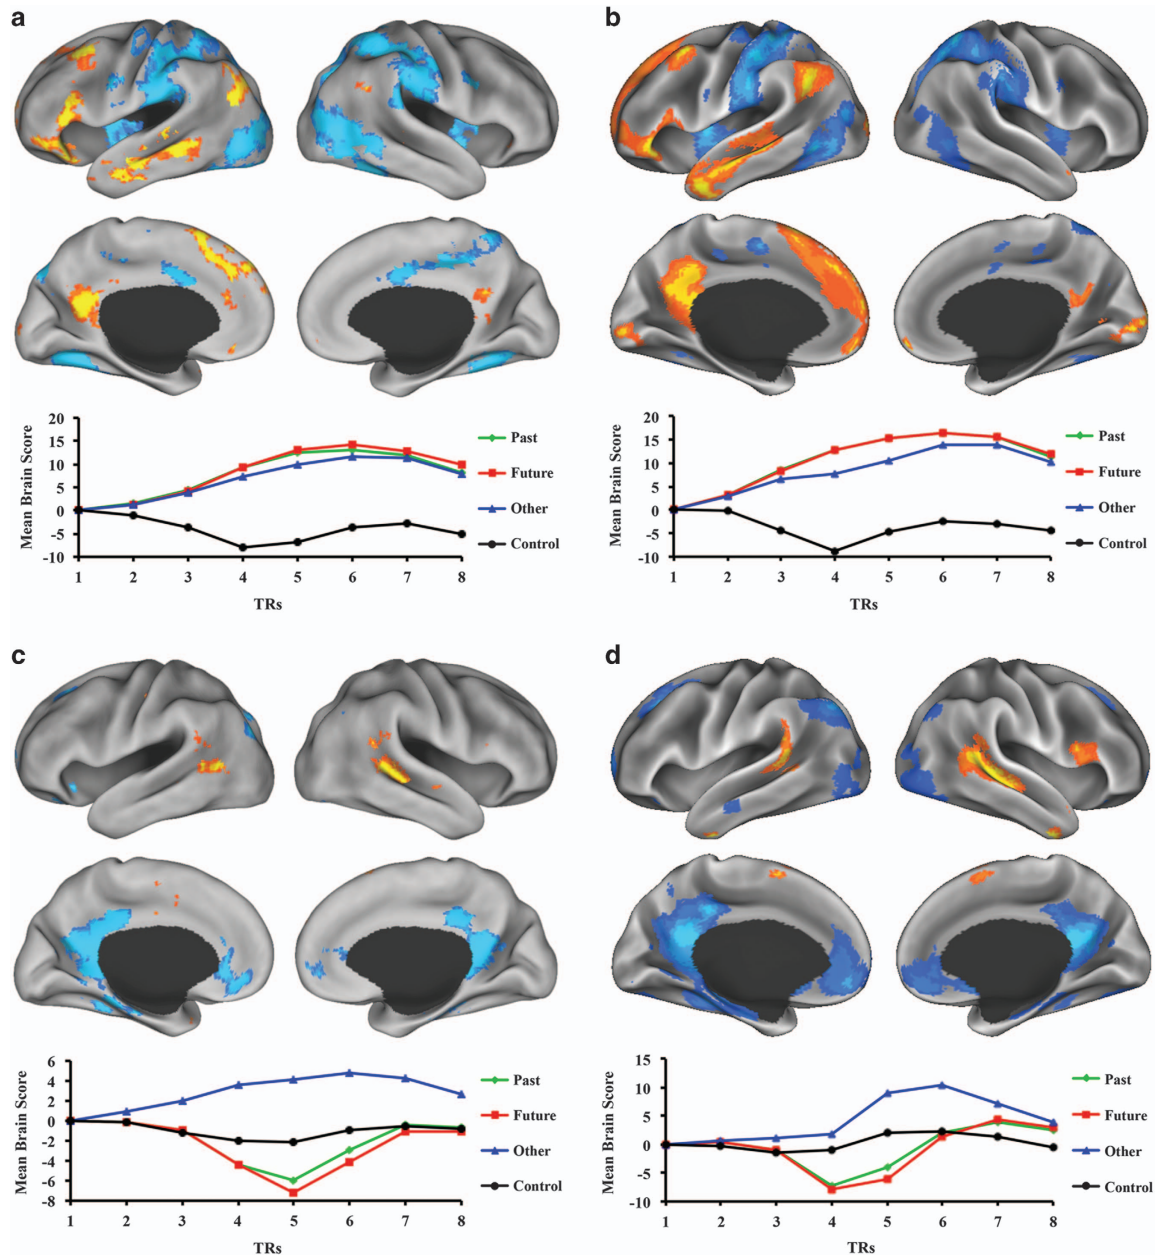 a
b
20
15
10
5
0
-5
-10
Mean Brain Score
1 2 3 4 5 6 7 8
TRs
Past
Future
Other
Control
20
15
10
5
0
-5
-10
Mean Brain Score
1 2 3 4 5 6 7 8
TRs
Past
Future
Other
Control
c
d
6
4
2
0
-2
-4
-6
-8
Mean Brain Score
1 2 3 4 5 6 7 8
TRs
Past
Future
Other
Control
15
10
5
0
-5
-10
Mean Brain Score
1 2 3 4 5 6 7 8
TRs
Past
Future
Other
Control